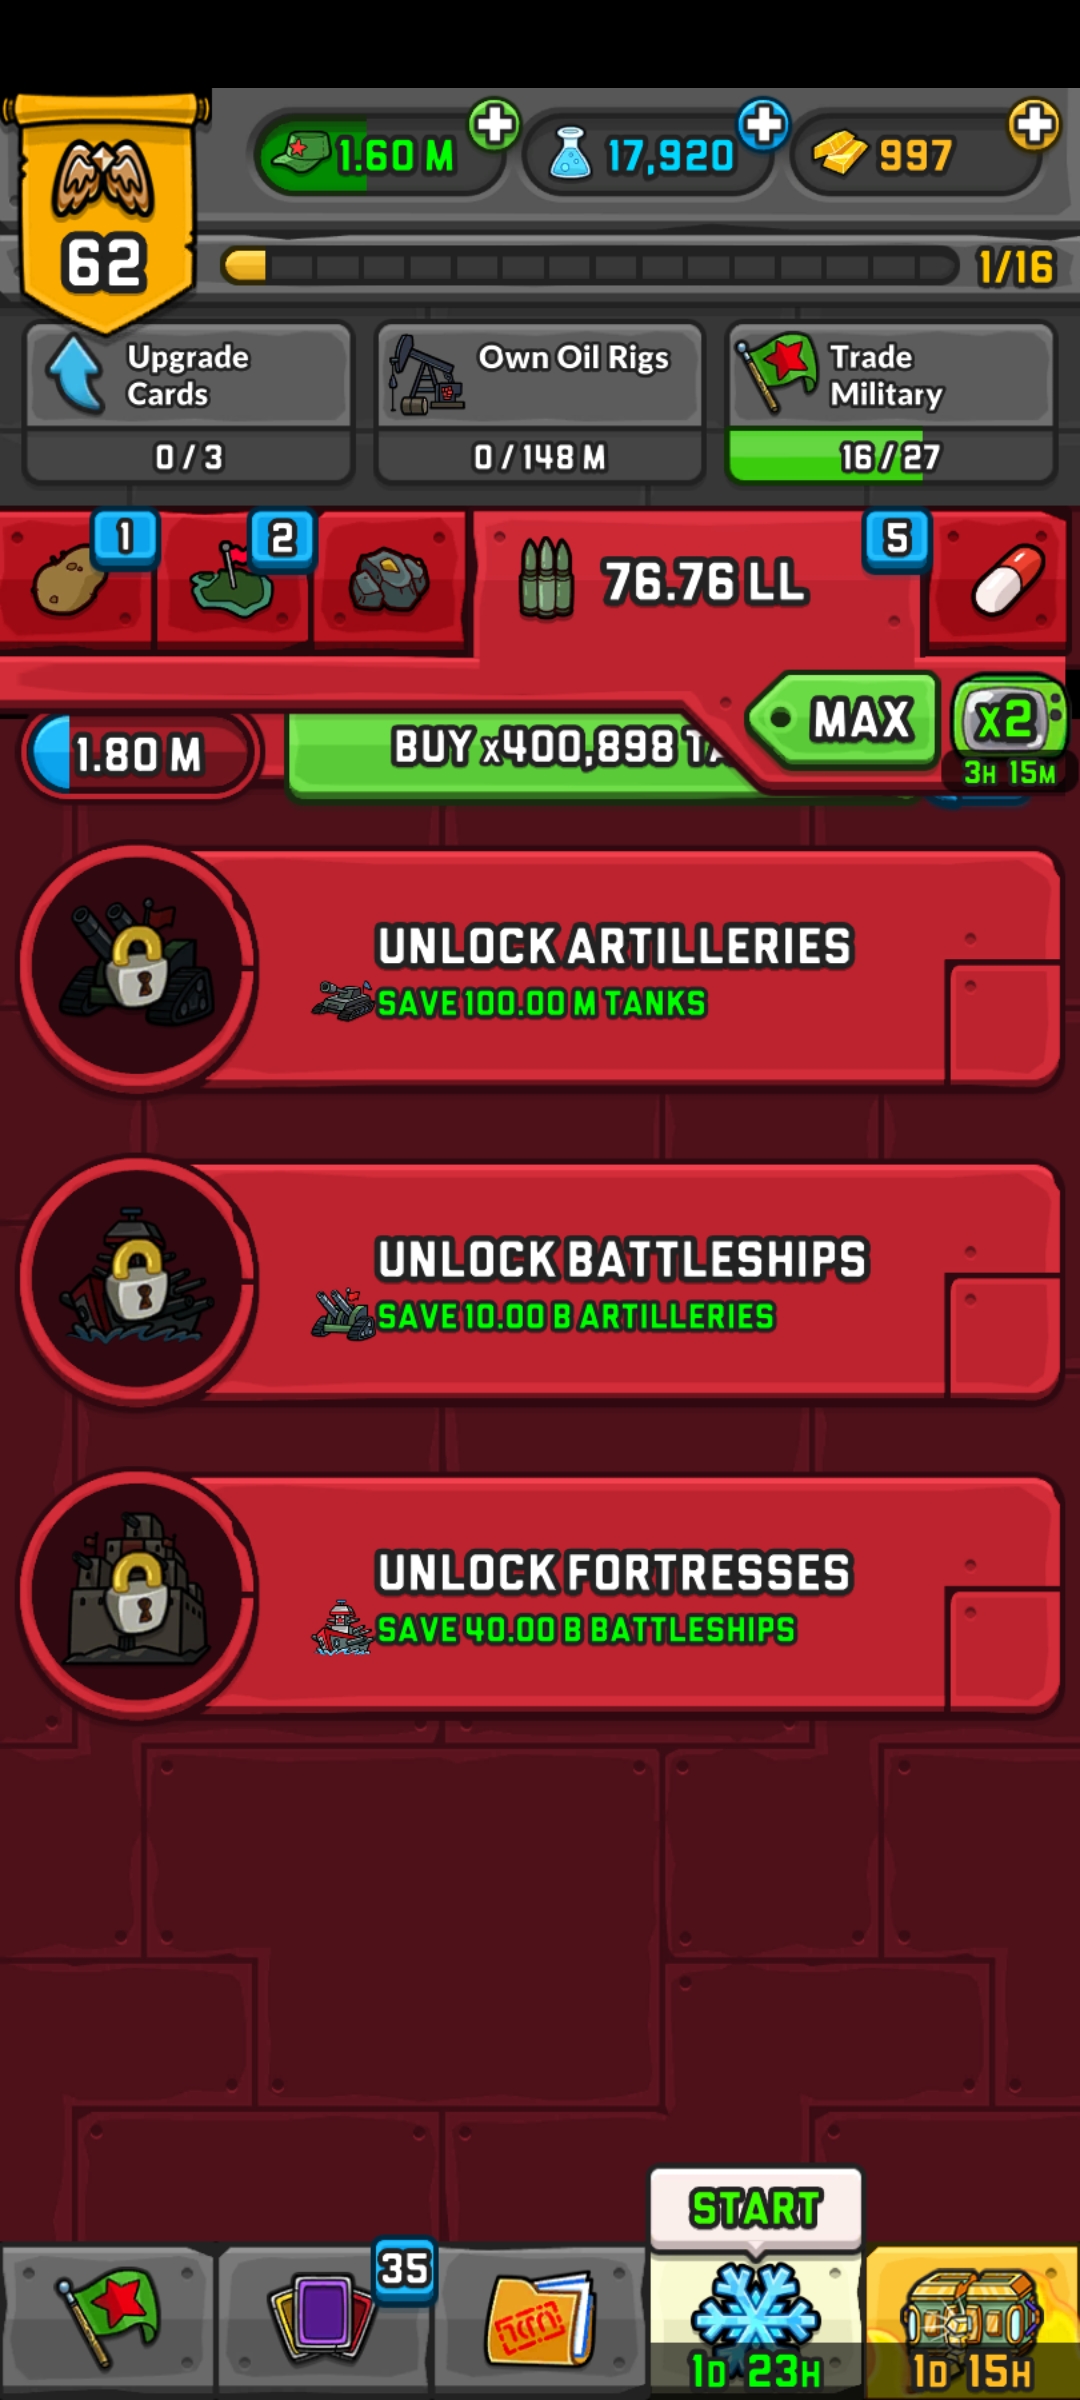 1.60 M
17,920
997
62
1/16
Upgrade
Cards
Own Oil Rigs
Trade
Military
0 / 3
0 / 148 M
16 / 27
1
2
76.76 LL
5
MAX
x2
3H 15M
1.80 M
BUY x400,898
UNLOCK ARTILLERIES
SAVE 100.00 M TANKS
UNLOCK BATTLESHIPS
SAVE 10.00 B ARTILLERIES
UNLOCK FORTRESSES
SAVE 40.00 B BATTLESHIPS
START
35
1D 23H
1D 15H